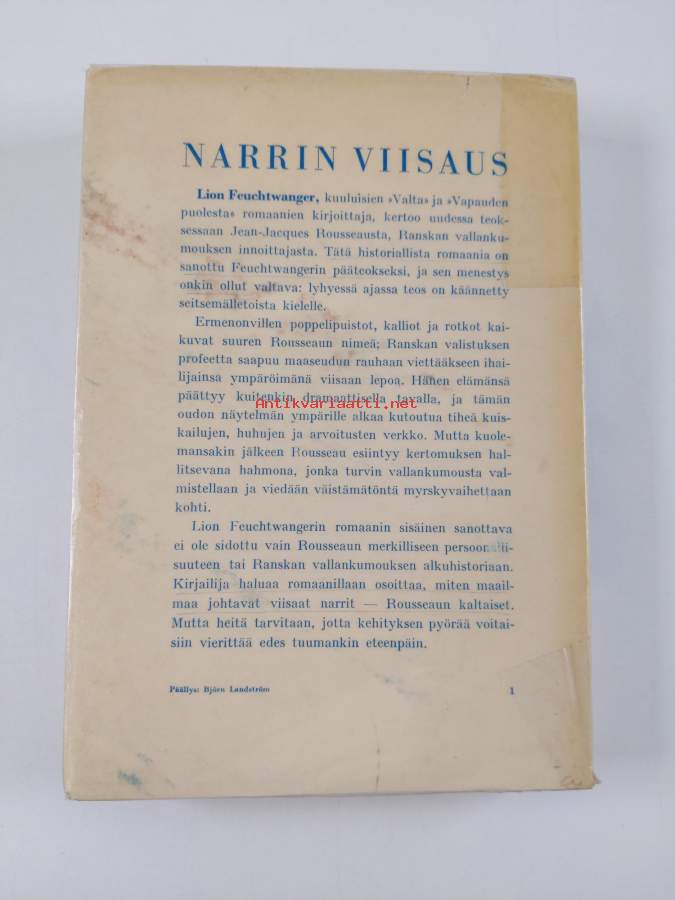 NARRIN VIISAUS
Lion Feuchtwanger, kuuluisien »Valta» ja »Vapauden
puolesta» romaanien kirjoittaja, kertoo uudessa teok-
sessaan Jean-Jacques Rousseausta, Ranskan vallanku-
mouksen innoittajasta. Tätä historiallista romaania on
sanottu Feuchtwangerin pääteokseksi, ja sen menestys
onkin ollut valtava: lyhyessä ajassa teos on käännetty
seitsemälletoista kielelle.
Ermenonvillen poppelipuistot, kalliot ja rotkot kai-
kuvat suuren Rousseaun nimeä; Ranskan valistuksen
profeetta saapuu maaseudun rauhaan viettääkseen ihai-
lijainsa ympäröimänä viisaan lepoa. Hänen elämänsä
päättyy kuitenkin dramaattisella tavalla, ja tämän
Antikvariaatti.net
oudon näytelmän ympärille alkaa kutoutua tiheä kuis-
kailujen, huhujen ja arvoitusten verkko. Mutta kuole-
mansakin jälkeen Rousseau esiintyy kertomuksen hal-
litsevana hahmona, jonka turvin vallankumousta val-
mistellaan ja viedään väistämätöntä myrskyvaihettaan
kohti.
Lion Feuchtwangerin romaanin sisäinen sanottava
ei ole sidottu vain Rousseaun merkilliseen persoonalli-
suuteen tai Ranskan vallankumouksen alkuhistoriaan.
Kirjailija haluaa romaanillaan osoittaa, miten maail-
maa johtavat viisaat narrit — Rousseaun kaltaiset.
Mutta heitä tarvitaan, jotta kehityksen pyörää voitai-
siin vierittää edes tuumankin eteenpäin.
Päällys: Björn Landström
1